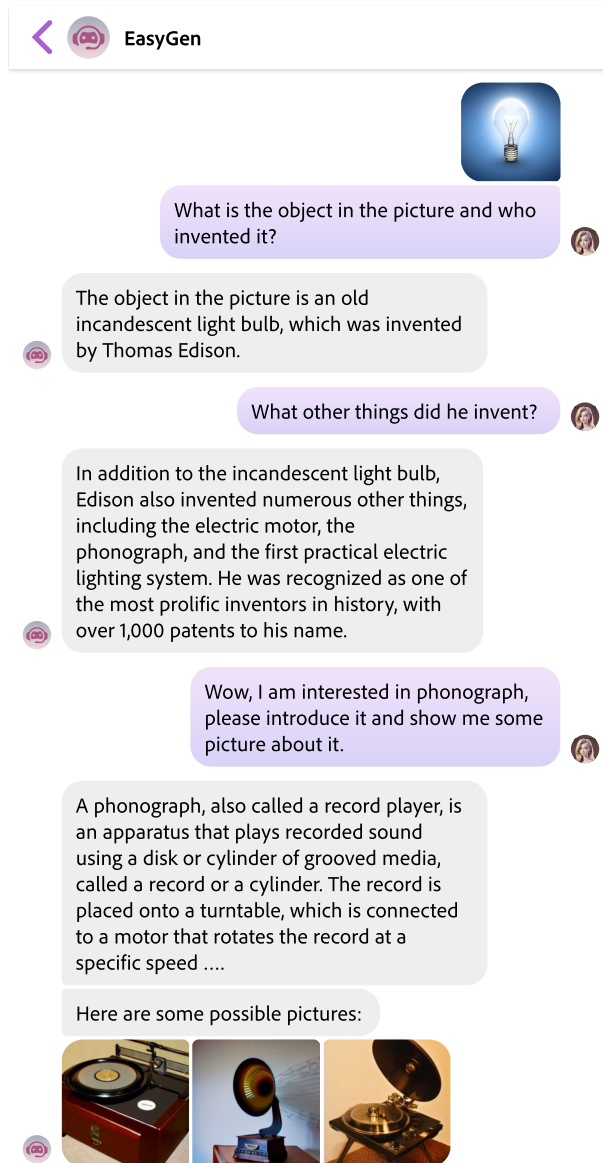 EasyGen
What is the object in the picture and who
invented it?
The object in the picture is an old
incandescent light bulb, which was invented
by Thomas Edison.
What other things did he invent?
In addition to the incandescent light bulb,
Edison also invented numerous other things,
including the electric motor, the
phonograph, and the first practical electric
lighting system. He was recognized as one of
the most prolific inventors in history, with
over 1,000 patents to his name.
Wow, I am interested in phonograph,
please introduce it and show me some
picture about it.
A phonograph, also called a record player, is
an apparatus that plays recorded sound
using a disk or cylinder of grooved media,
called a record or a cylinder. The record is
placed onto a turntable, which is connected
to a motor that rotates the record at a
specific speed ....
Here are some possible pictures: